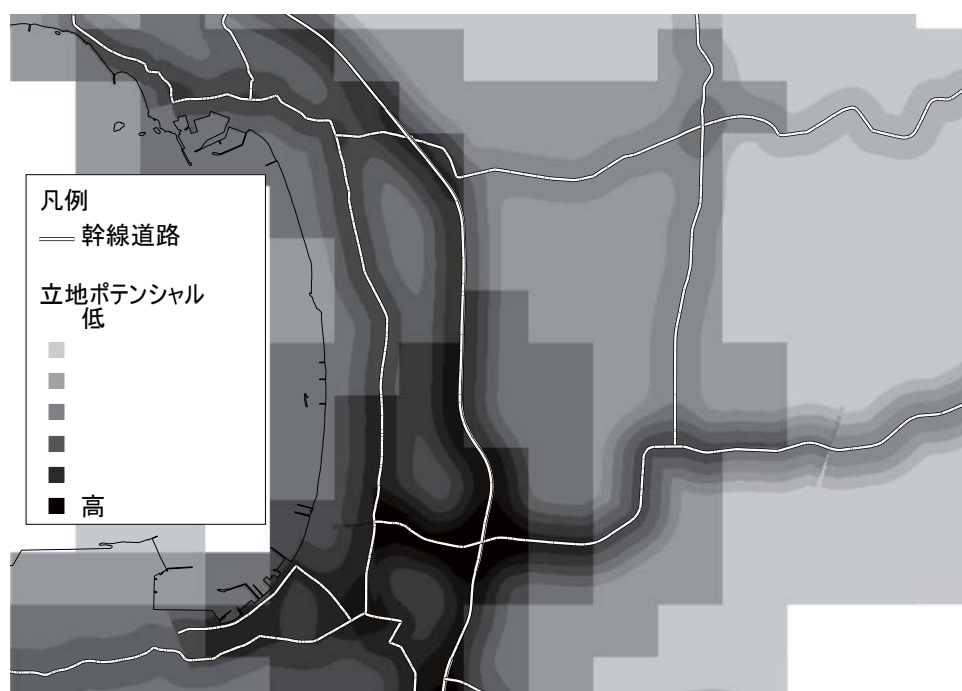 凡例
幹線道路
立地ポテンシャル
低
高